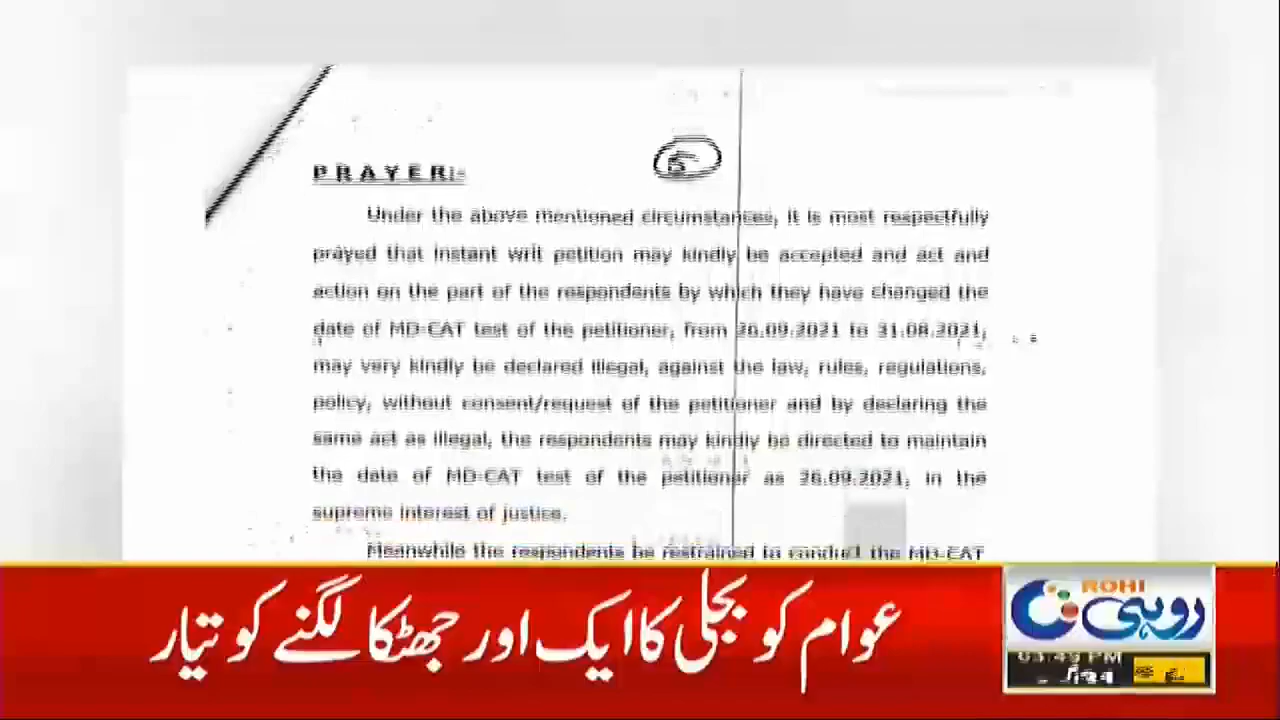 5
PRAYER:-
Under the above mentioned circumstances, it is most respectfully
prayed that instant writ petition may kindly be accepted and act and
action on the part of the respondents by which they have changed the
date of MD-CAT test of the petitioner, from 26.09.2021 to 31.08.2021,
may very kindly be declared illegal, against the law, rules, regulations,
policy, without consent/request of the petitioner and by declaring the
same act as illegal, the respondents may kindly be directed to maintain
the date of MD-CAT test of the petitioner as 26.09.2021, in the
supreme interest of justice.
Meanwhile the respondents be restrained to conduct the MD-CAT
عوام کو بجلی کا ایک اور جھٹکا لگنے کو تیار
ROHI
روہی
03:49 PM